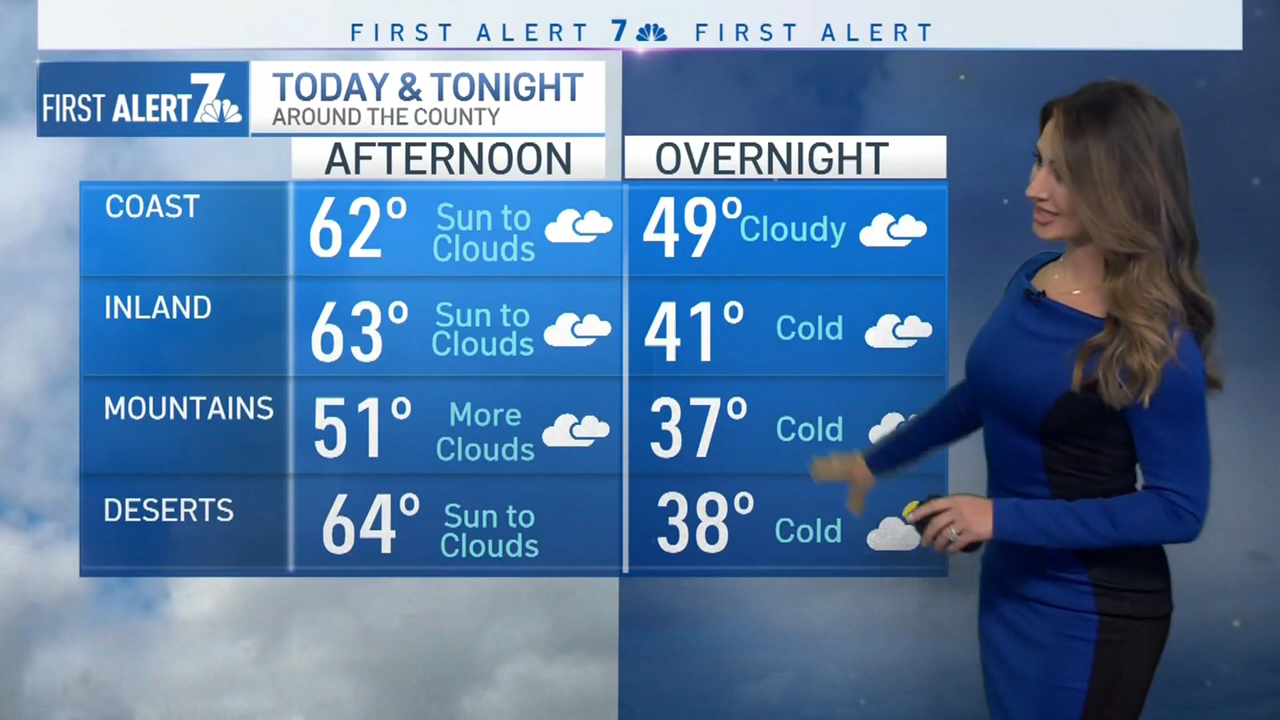 FIRST ALERT 7 FIRST ALERT
FIRST ALERT 7
TODAY & TONIGHT
AROUND THE COUNTY
AFTERNOON
OVERNIGHT
COAST
62°
Sun to
Clouds
49°
Cloudy
INLAND
63°
Sun to
Clouds
41°
Cold
MOUNTAINS
51°
More
Clouds
37°
Cold
DESERTS
64°
Sun to
Clouds
38°
Cold